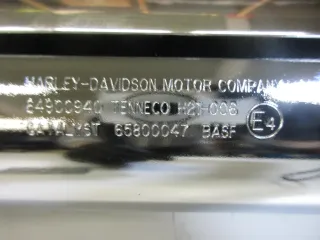 HARLEY-DAVIDSON MOTOR COMPANY
64900940 TENNECO H21-008
CATALYST 65800047 BASF E4